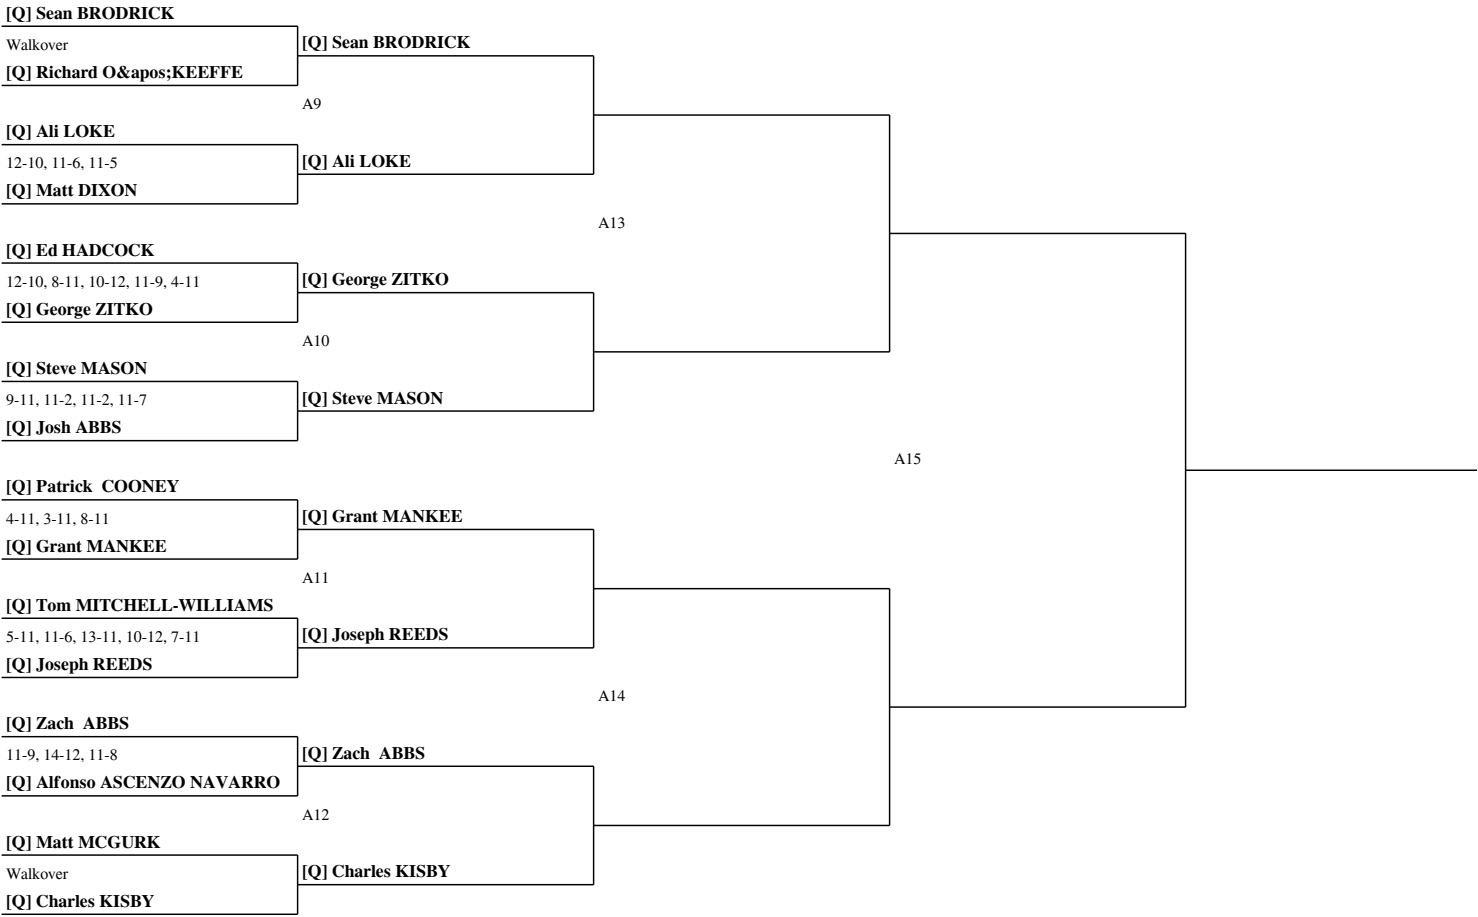 [Q] Sean BRODRICK
Walkover
[Q] Richard O&apos;KEEFFE
[Q] Ali LOKE
12-10, 11-6, 11-5
[Q] Matt DIXON
[Q] Ed HADCOCK
12-10, 8-11, 10-12, 11-9, 4-11
[Q] George ZITKO
[Q] Steve MASON
9-11, 11-2, 11-2, 11-7
[Q] Josh ABBS
[Q] Patrick  COONEY
4-11, 3-11, 8-11
[Q] Grant MANKEE
[Q] Tom MITCHELL-WILLIAMS
5-11, 11-6, 13-11, 10-12, 7-11
[Q] Joseph REEDS
[Q] Zach  ABBS
11-9, 14-12, 11-8
[Q] Alfonso ASCENZO NAVARRO
[Q] Matt MCGURK
Walkover
[Q] Charles KISBY
[Q] Sean BRODRICK
A9
[Q] Ali LOKE
[Q] George ZITKO
A10
[Q] Steve MASON
[Q] Grant MANKEE
A11
[Q] Joseph REEDS
[Q] Zach  ABBS
A12
[Q] Charles KISBY
A13
A14
A15